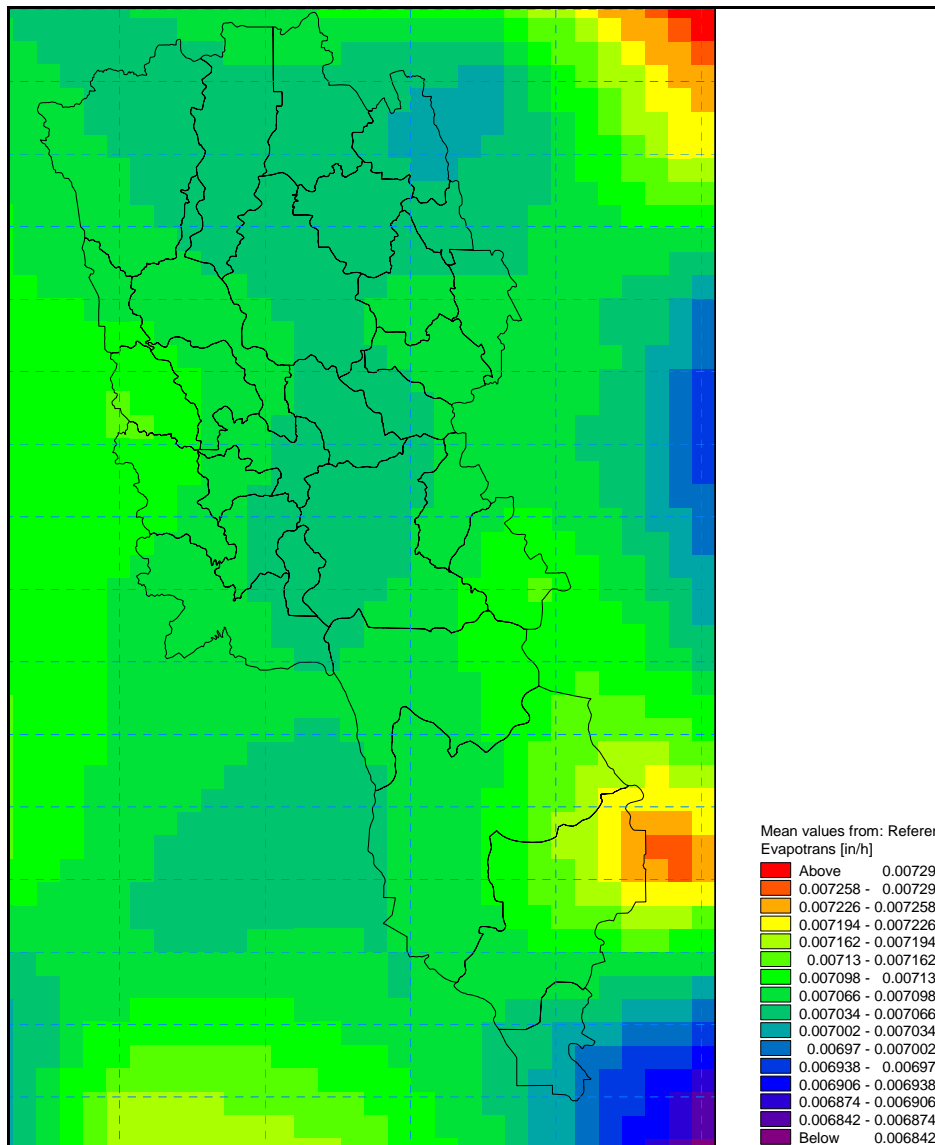 Mean values from: Referen
Evapotrans [in/h]
Above 0.00729
0.007258 - 0.00729
0.007226 - 0.007258
0.007194 - 0.007226
0.007162 - 0.007194
0.00713 - 0.007162
0.007098 - 0.00713
0.007066 - 0.007098
0.007034 - 0.007066
0.007002 - 0.007034
0.00697 - 0.007002
0.006938 - 0.00697
0.006906 - 0.006938
0.006874 - 0.006906
0.006842 - 0.006874
Below 0.006842